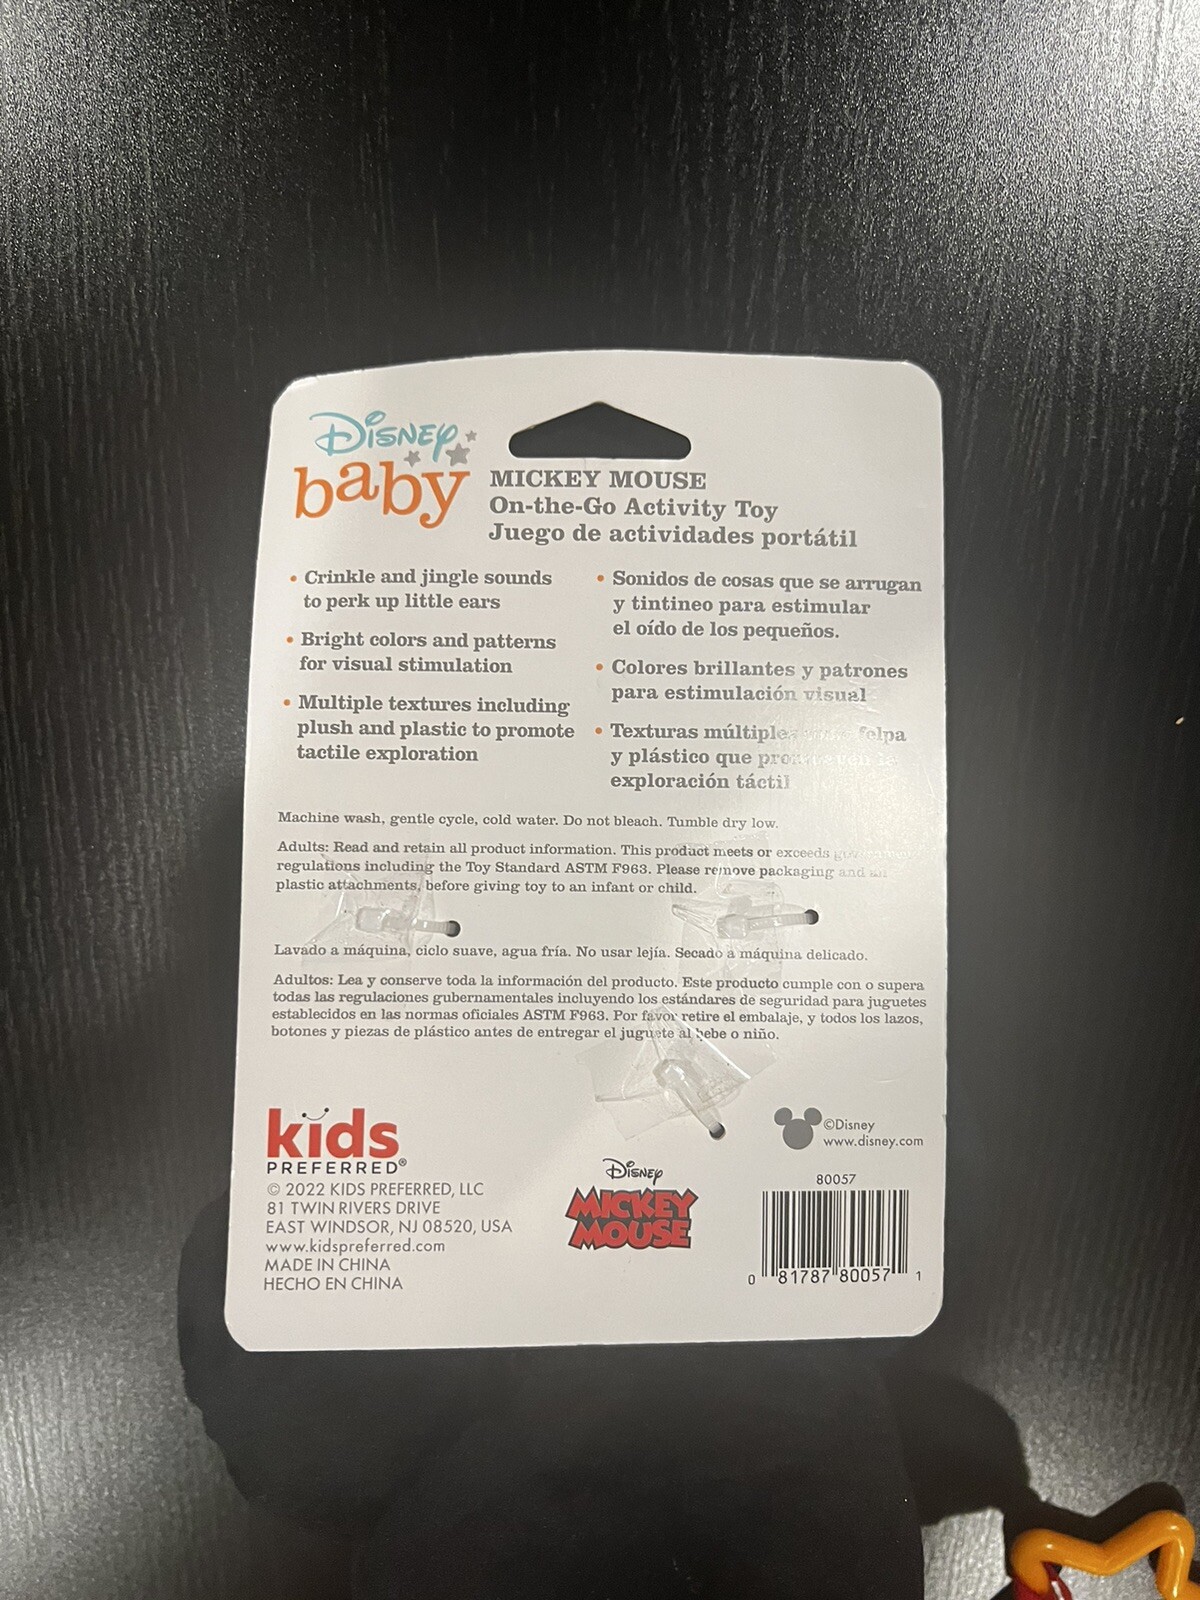 Disney
baby
MICKEY MOUSE
On-the-Go Activity Toy
Juego de actividades portátil
• Crinkle and jingle sounds
to perk up little ears
• Bright colors and patterns
for visual stimulation
• Multiple textures including
plush and plastic to promote
tactile exploration
• Sonidos de cosas que se arrugan
y tintineo para estimular
el oído de los pequeños.
• Colores brillantes y patrones
para estimulación visual
• Texturas múltiples felpa
y plástico que promueven la
exploración táctil
Machine wash, gentle cycle, cold water. Do not bleach. Tumble dry low.
Adults: Read and retain all product information. This product meets or exceeds government
regulations including the Toy Standard ASTM F963. Please remove packaging and all
plastic attachments, before giving toy to an infant or child.
Lavado a máquina, ciclo suave, agua fría. No usar lejía. Secado a máquina delicado.
Adultos: Lea y conserve toda la información del producto. Este producto cumple con o supera
todas las regulaciones gubernamentales incluyendo los estándares de seguridad para juguetes
establecidos en las normas oficiales ASTM F963. Por favor retire el embalaje, y todos los lazos,
botones y piezas de plástico antes de entregar el juguete al bebe o niño.
kids
PREFERRED®
© 2022 KIDS PREFERRED, LLC
81 TWIN RIVERS DRIVE
EAST WINDSOR, NJ 08520, USA
www.kidspreferred.com
MADE IN CHINA
HECHO EN CHINA
Disney
MICKEY
MOUSE
©Disney
www.disney.com
80057
0 81787 80057 1